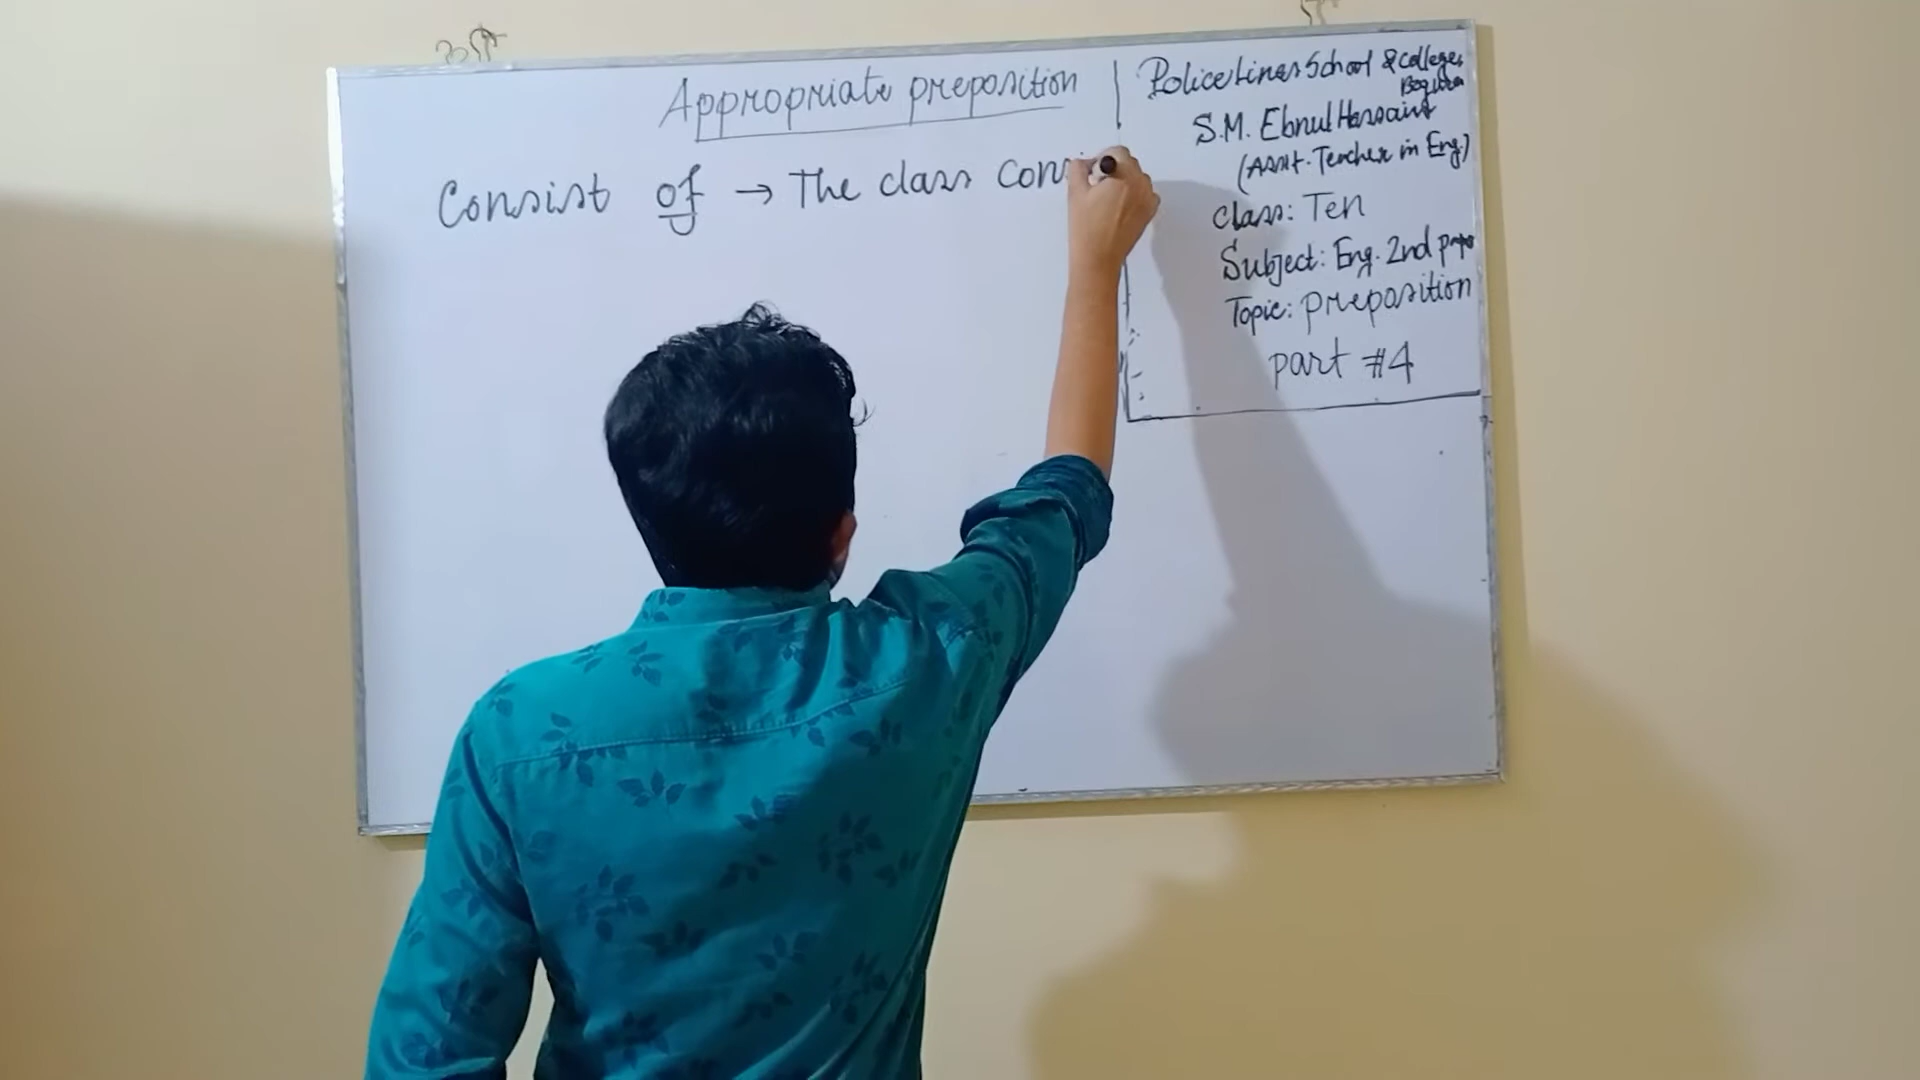 Appropriate preposition
Consist of → The class cons
Police Lines School & College,
Bogura
S.M. Ebnul Hassain
(Asst. Teacher in Eng)
Class: Ten
Subject: Eng. 2nd paper
Topic: preposition
part #4